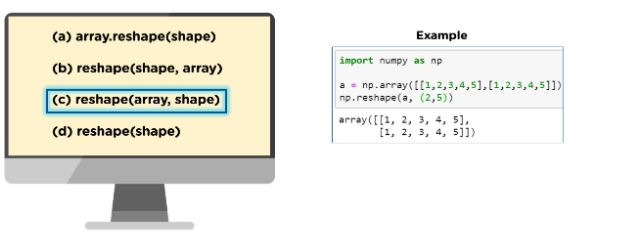 (a) array.reshape(shape)
(b) reshape(shape, array)
(c) reshape(array, shape)
(d) reshape(shape)
Example
import numpy as np
a = np.array([[1,2,3,4,5],[1,2,3,4,5]])
np.reshape(a, (2,5))
array([[1, 2, 3, 4, 5],
[1, 2, 3, 4, 5]])